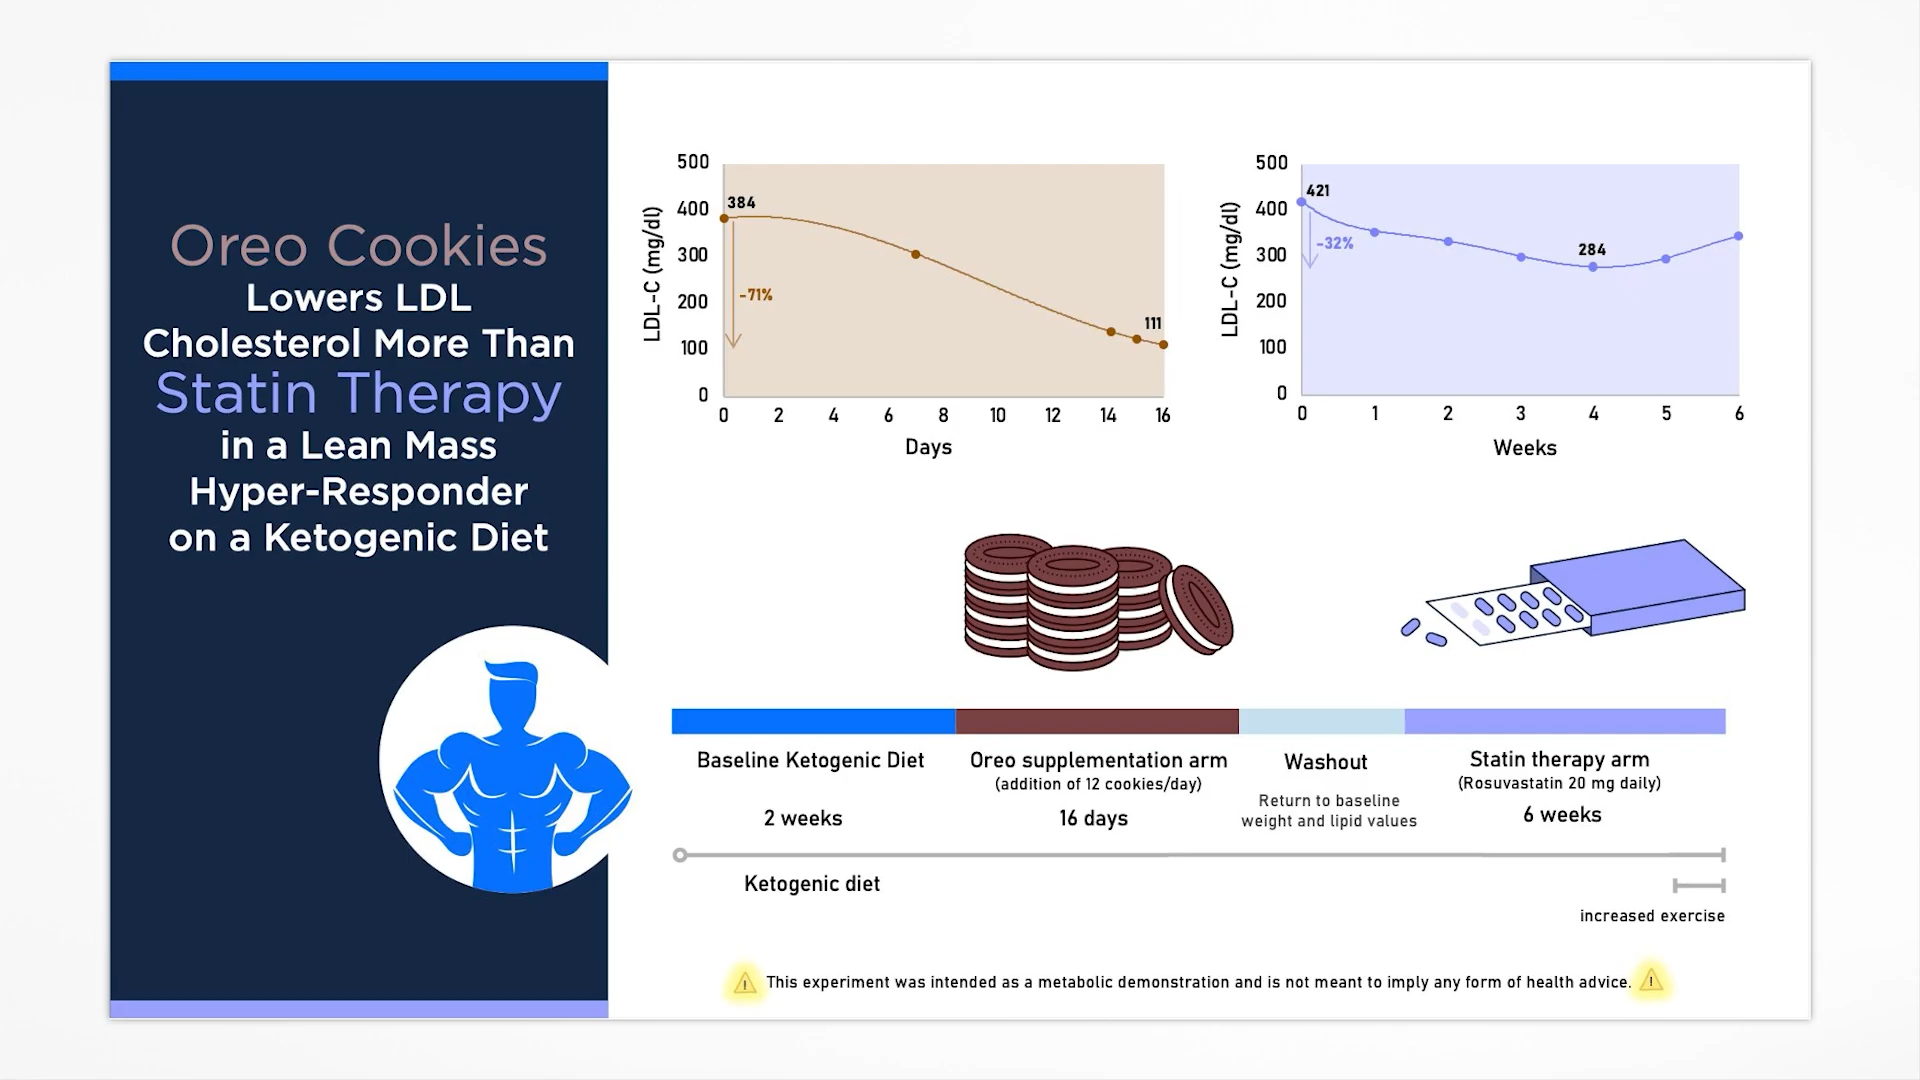 Oreo Cookies
Lowers LDL
Cholesterol More Than
Statin Therapy
in a Lean Mass
Hyper-Responder
on a Ketogenic Diet
LDL-C (mg/dl)
500
400
300
200
100
0
384
-71%
111
0 2 4 6 8 10 12 14 16
Days
LDL-C (mg/dl)
500
400
300
200
100
0
421
-32%
284
0 1 2 3 4 5 6
Weeks
Baseline Ketogenic Diet
2 weeks
Oreo supplementation arm
(addition of 12 cookies/day)
16 days
Washout
Return to baseline
weight and lipid values
Statin therapy arm
(Rosuvastatin 20 mg daily)
6 weeks
Ketogenic diet
increased exercise
This experiment was intended as a metabolic demonstration and is not meant to imply any form of health advice.